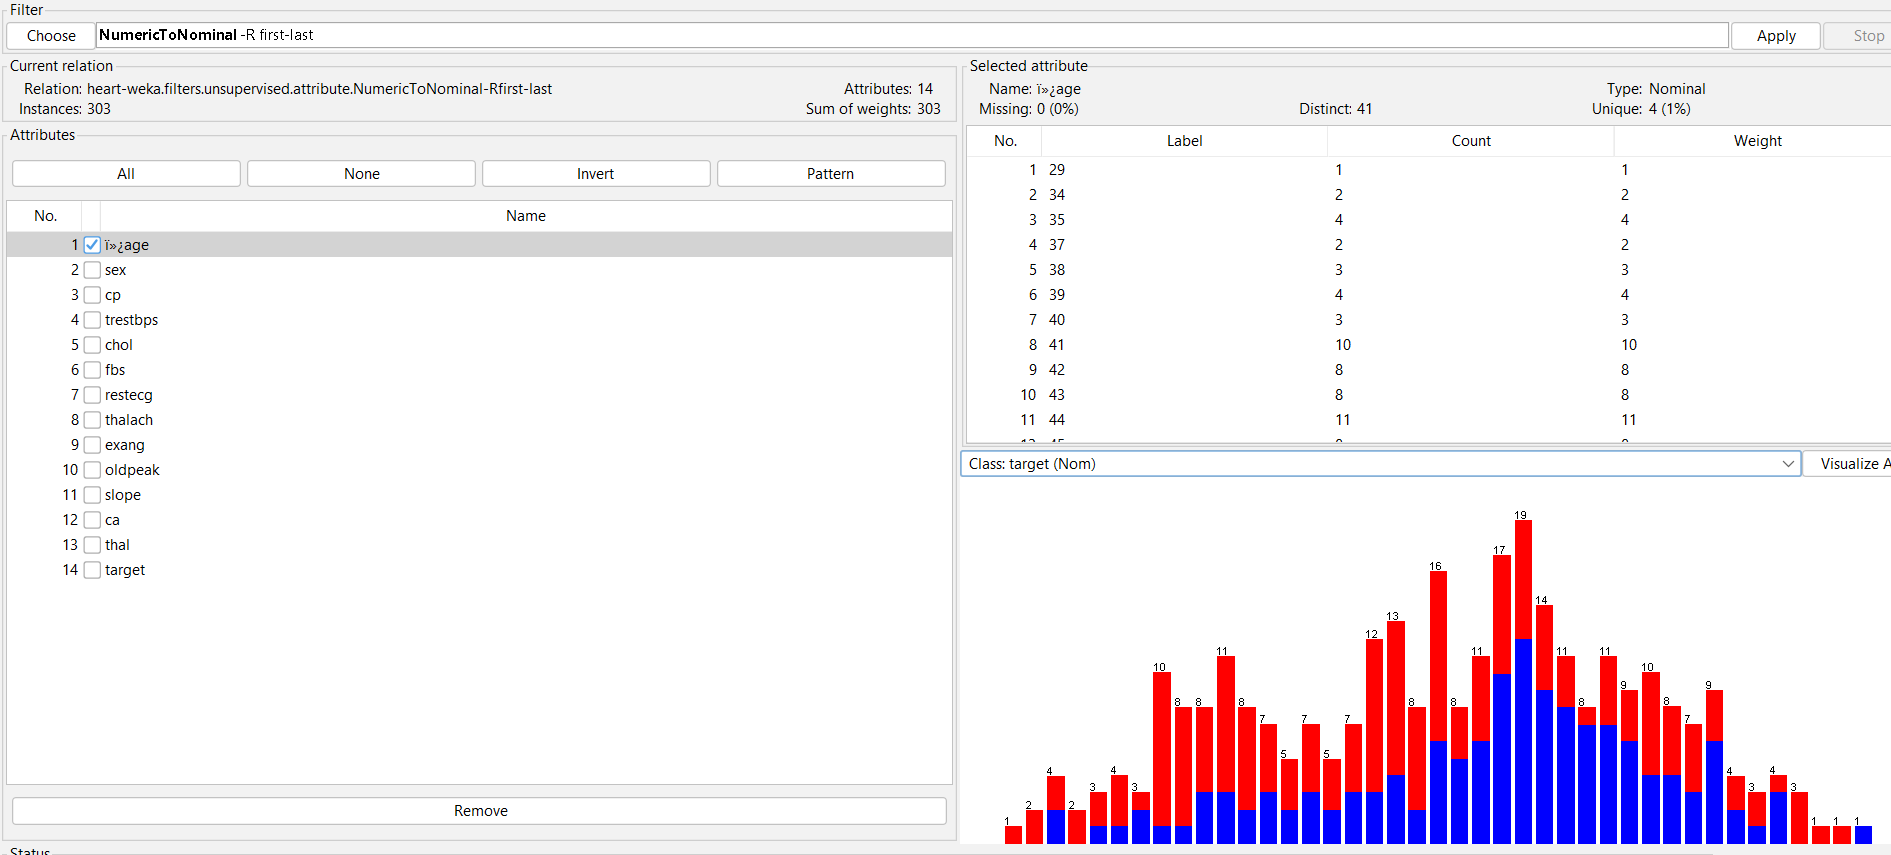 Filter
Choose NumericToNominal -R first-last Apply Stop
Current relation
Relation: heart-weka.filters.unsupervised.attribute.NumericToNominal-Rfirst-last Attributes: 14
Instances: 303 Sum of weights: 303
Attributes
All None Invert Pattern
No. Name
1 ï»¿age
2 sex
3 cp
4 trestbps
5 chol
6 fbs
7 restecg
8 thalach
9 exang
10 oldpeak
11 slope
12 ca
13 thal
14 target
Remove
Status
Selected attribute
Name: ï»¿age Type: Nominal
Missing: 0 (0%) Distinct: 41 Unique: 4 (1%)
No. Label Count Weight
1 29 1 1
2 34 2 2
3 35 4 4
4 37 2 2
5 38 3 3
6 39 4 4
7 40 3 3
8 41 10 10
9 42 8 8
10 43 8 8
11 44 11 11
Class: target (Nom) Visualize A
1 2 4 2 3 4 3 10 8 8 11 8 7 5 7 5 7 12 13 8 16 8 11 17 19 14 11 8 11 9 10 8 7 9 4 3 4 3 1 1 1